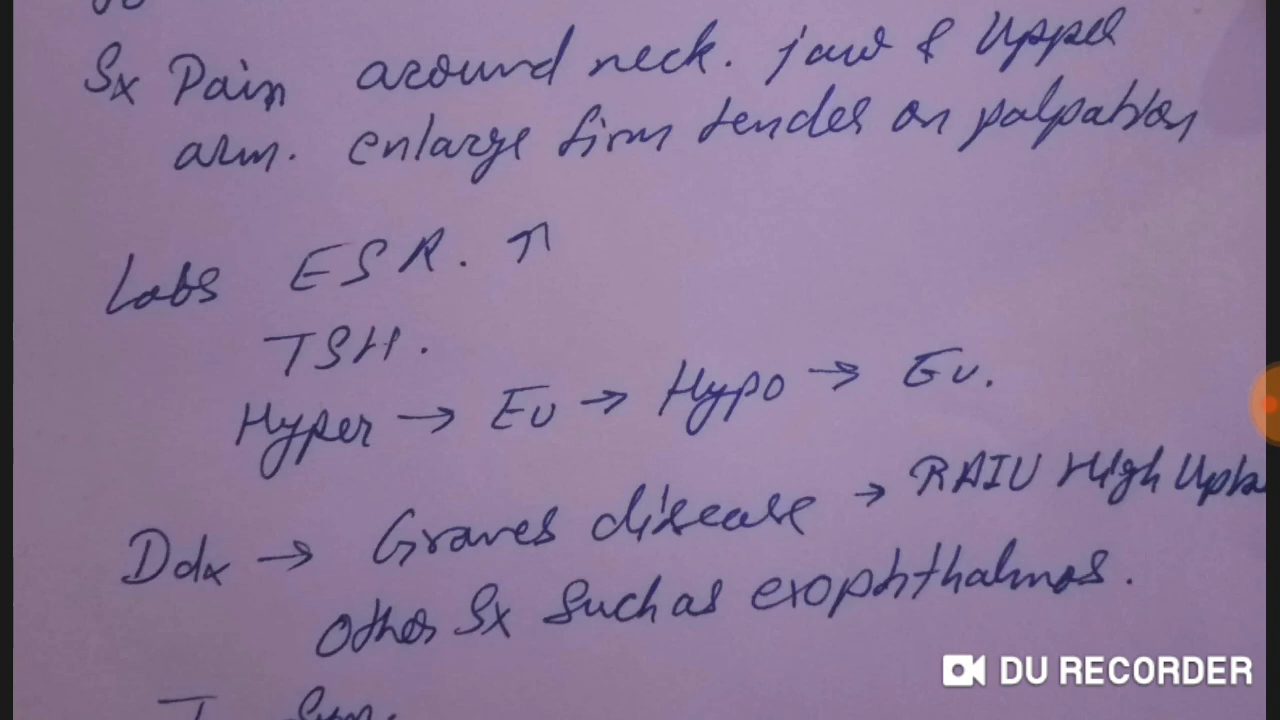 Sx Pain around neck. jaw & Upper
arm. enlarge firm tender on palpation
Labs ESR. ↑
TSH.
Hyper → Eu → Hypo → Eu.
Ddx → Graves disease → RAIU High
other Sx such as exophthalmos.
DU RECORDER